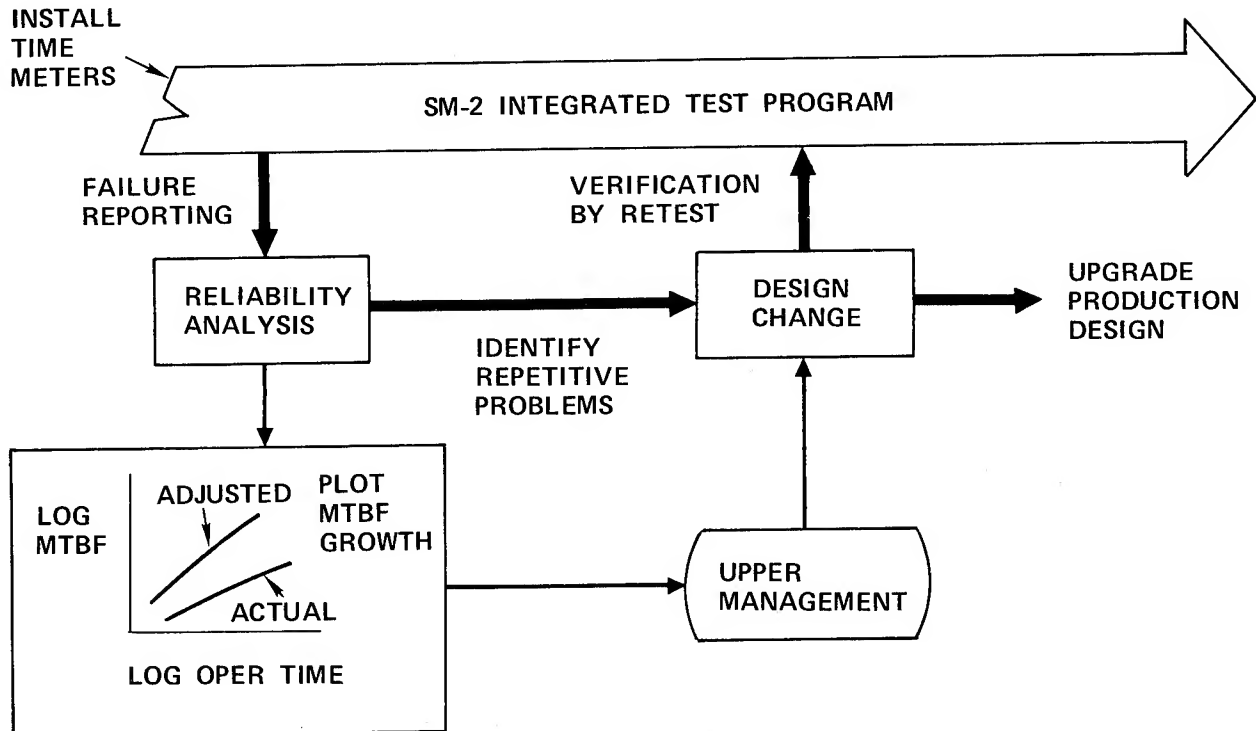 INSTALL
TIME
METERS
SM-2 INTEGRATED TEST PROGRAM
FAILURE
REPORTING
VERIFICATION
BY RETEST
RELIABILITY
ANALYSIS
DESIGN
CHANGE
UPGRADE
PRODUCTION
DESIGN
IDENTIFY
REPETITIVE
PROBLEMS
LOG
MTBF
ADJUSTED
PLOT
MTBF
GROWTH
ACTUAL
LOG OPER TIME
UPPER
MANAGEMENT